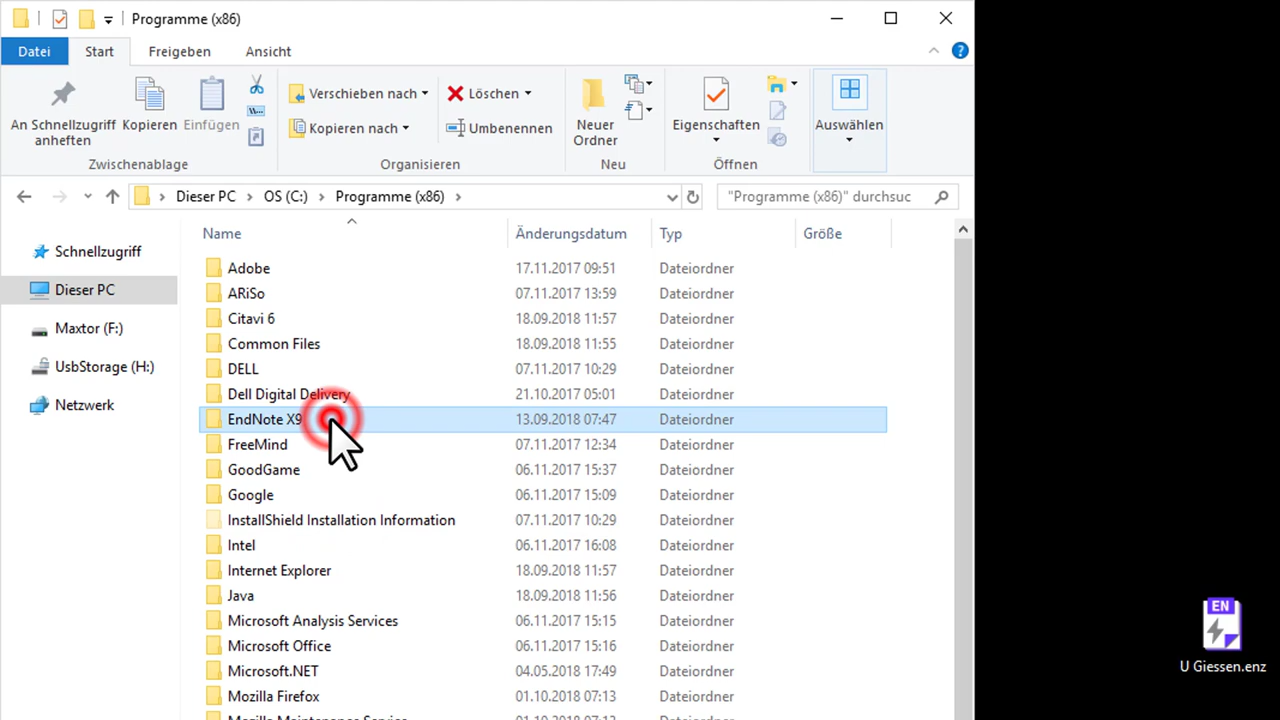 Programme (x86)
Datei Start Freigeben Ansicht
An Schnellzugriff anheften
Kopieren
Einfügen
Zwischenablage
Verschieben nach
Kopieren nach
Löschen
Umbenennen
Organisieren
Neuer Ordner
Neu
Eigenschaften
Öffnen
Auswählen
Dieser PC OS (C:) Programme (x86)
"Programme (x86)" durchsuc
Schnellzugriff
Dieser PC
Maxtor (F:)
UsbStorage (H:)
Netzwerk
Name Änderungsdatum Typ Größe
Adobe 17.11.2017 09:51 Dateiordner
ARiSo 07.11.2017 13:59 Dateiordner
Citavi 6 18.09.2018 11:57 Dateiordner
Common Files 18.09.2018 11:55 Dateiordner
DELL 07.11.2017 10:29 Dateiordner
Dell Digital Delivery 21.10.2017 05:01 Dateiordner
EndNote X9 13.09.2018 07:47 Dateiordner
FreeMind 07.11.2017 12:34 Dateiordner
GoodGame 06.11.2017 15:37 Dateiordner
Google 06.11.2017 15:09 Dateiordner
InstallShield Installation Information 07.11.2017 10:29 Dateiordner
Intel 06.11.2017 16:08 Dateiordner
Internet Explorer 18.09.2018 11:57 Dateiordner
Java 18.09.2018 11:56 Dateiordner
Microsoft Analysis Services 06.11.2017 15:15 Dateiordner
Microsoft Office 06.11.2017 15:16 Dateiordner
Microsoft.NET 04.05.2018 17:49 Dateiordner
Mozilla Firefox 01.10.2018 07:13 Dateiordner
Mozilla Maintenance Service 01.10.2018 07:13 Dateiordner
EN
U Giessen.enz